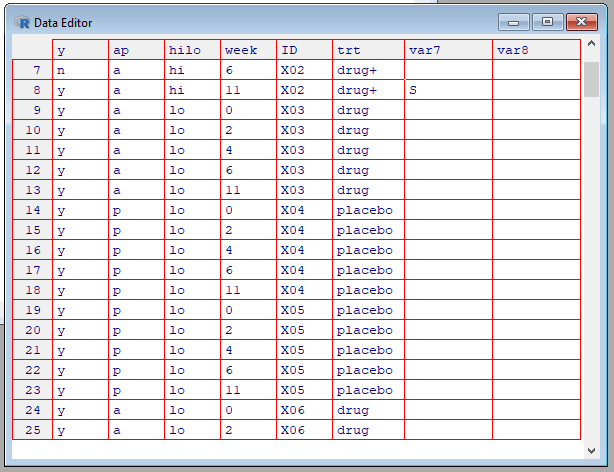 R Data Editor
y ap hilo week ID trt var7 var8
7 n a hi 6 X02 drug+
8 y a hi 11 X02 drug+ S
9 y a lo 0 X03 drug
10 y a lo 2 X03 drug
11 y a lo 4 X03 drug
12 y a lo 6 X03 drug
13 y a lo 11 X03 drug
14 y p lo 0 X04 placebo
15 y p lo 2 X04 placebo
16 y p lo 4 X04 placebo
17 y p lo 6 X04 placebo
18 y p lo 11 X04 placebo
19 y p lo 0 X05 placebo
20 y p lo 2 X05 placebo
21 y p lo 4 X05 placebo
22 y p lo 6 X05 placebo
23 y p lo 11 X05 placebo
24 y a lo 0 X06 drug
25 y a lo 2 X06 drug